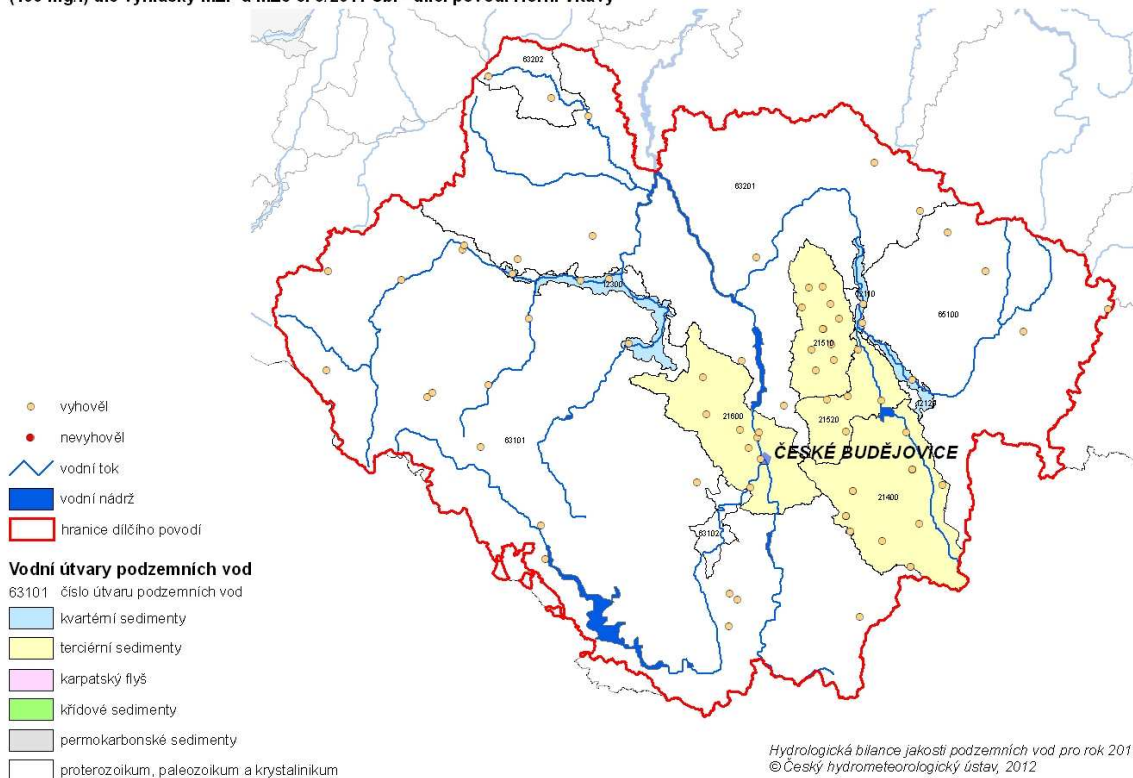 63202
63201
12300
12110
65100
21510
12120
21600
21520
ČESKÉ BUDĚJOVICE
63101
21400
63102
vyhověl
nevyhověl
vodní tok
vodní nádrž
hranice dílčího povodí
Vodní útvary podzemních vod
63101 číslo útvaru podzemních vod
kvartérní sedimenty
terciérní sedimenty
karpatský flyš
křídové sedimenty
permokarbonské sedimenty
proterozoikum, paleozoikum a krystalinikum
Hydrologická bilance jakosti podzemních vod pro rok 201
© Český hydrometeorologický ústav, 2012